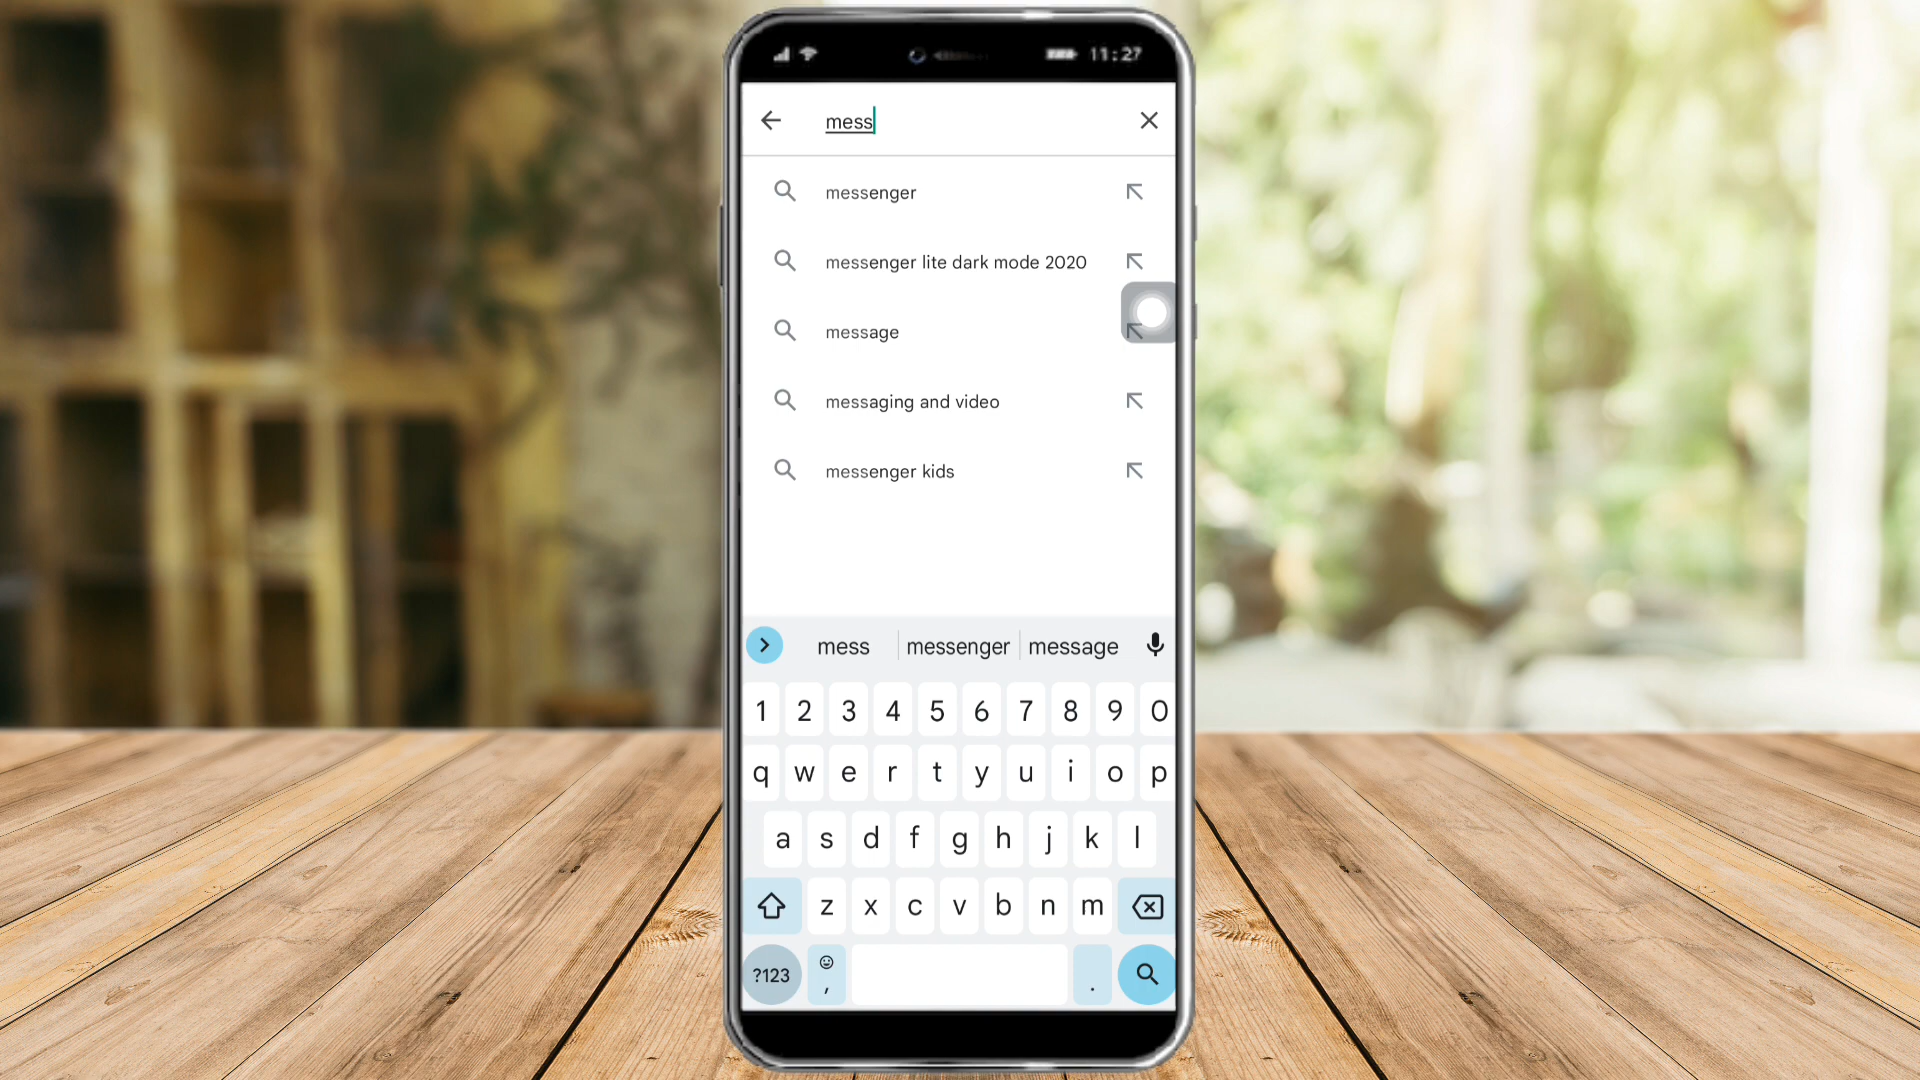 11:27
mess
messenger
messenger lite dark mode 2020
message
messaging and video
messenger kids
mess messenger message
1 2 3 4 5 6 7 8 9 0
q w e r t y u i o p
a s d f g h j k l
z x c v b n m
?123 , .